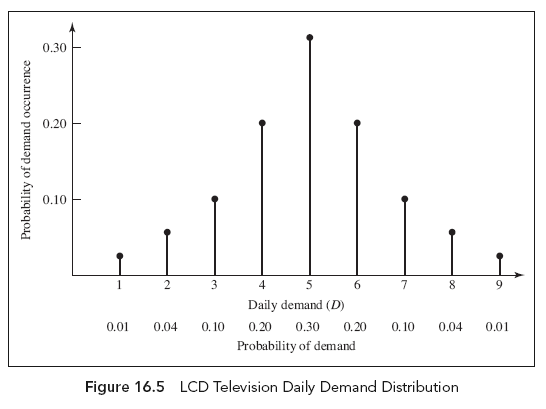 Probability of demand occurrence
0.30
0.20
0.10
1 2 3 4 5 6 7 8 9
Daily demand (D)
0.01 0.04 0.10 0.20 0.30 0.20 0.10 0.04 0.01
Probability of demand
Figure 16.5 LCD Television Daily Demand Distribution